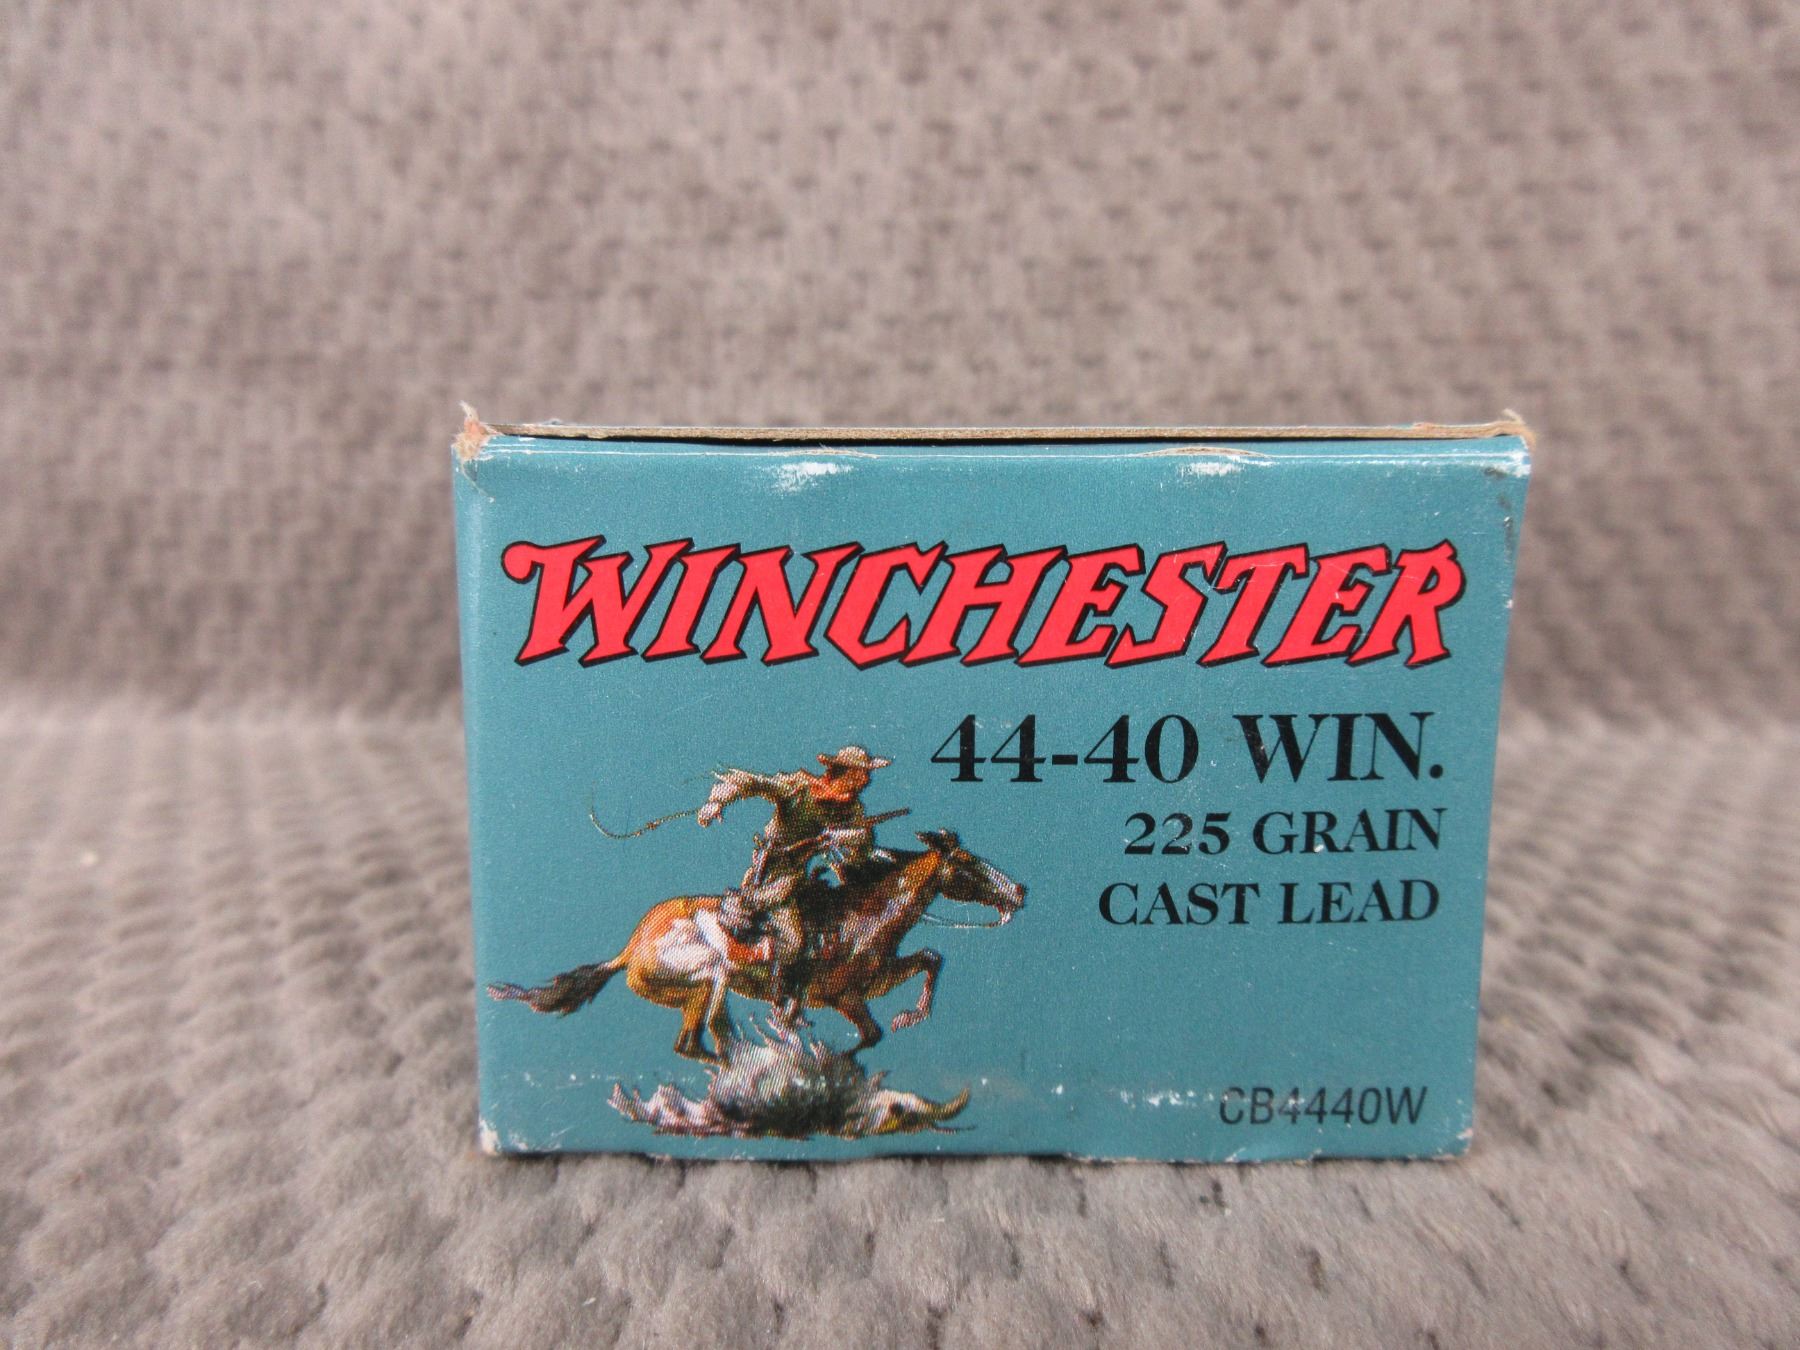 WINCHESTER
44-40 WIN.
225 GRAIN
CAST LEAD
CB4440W